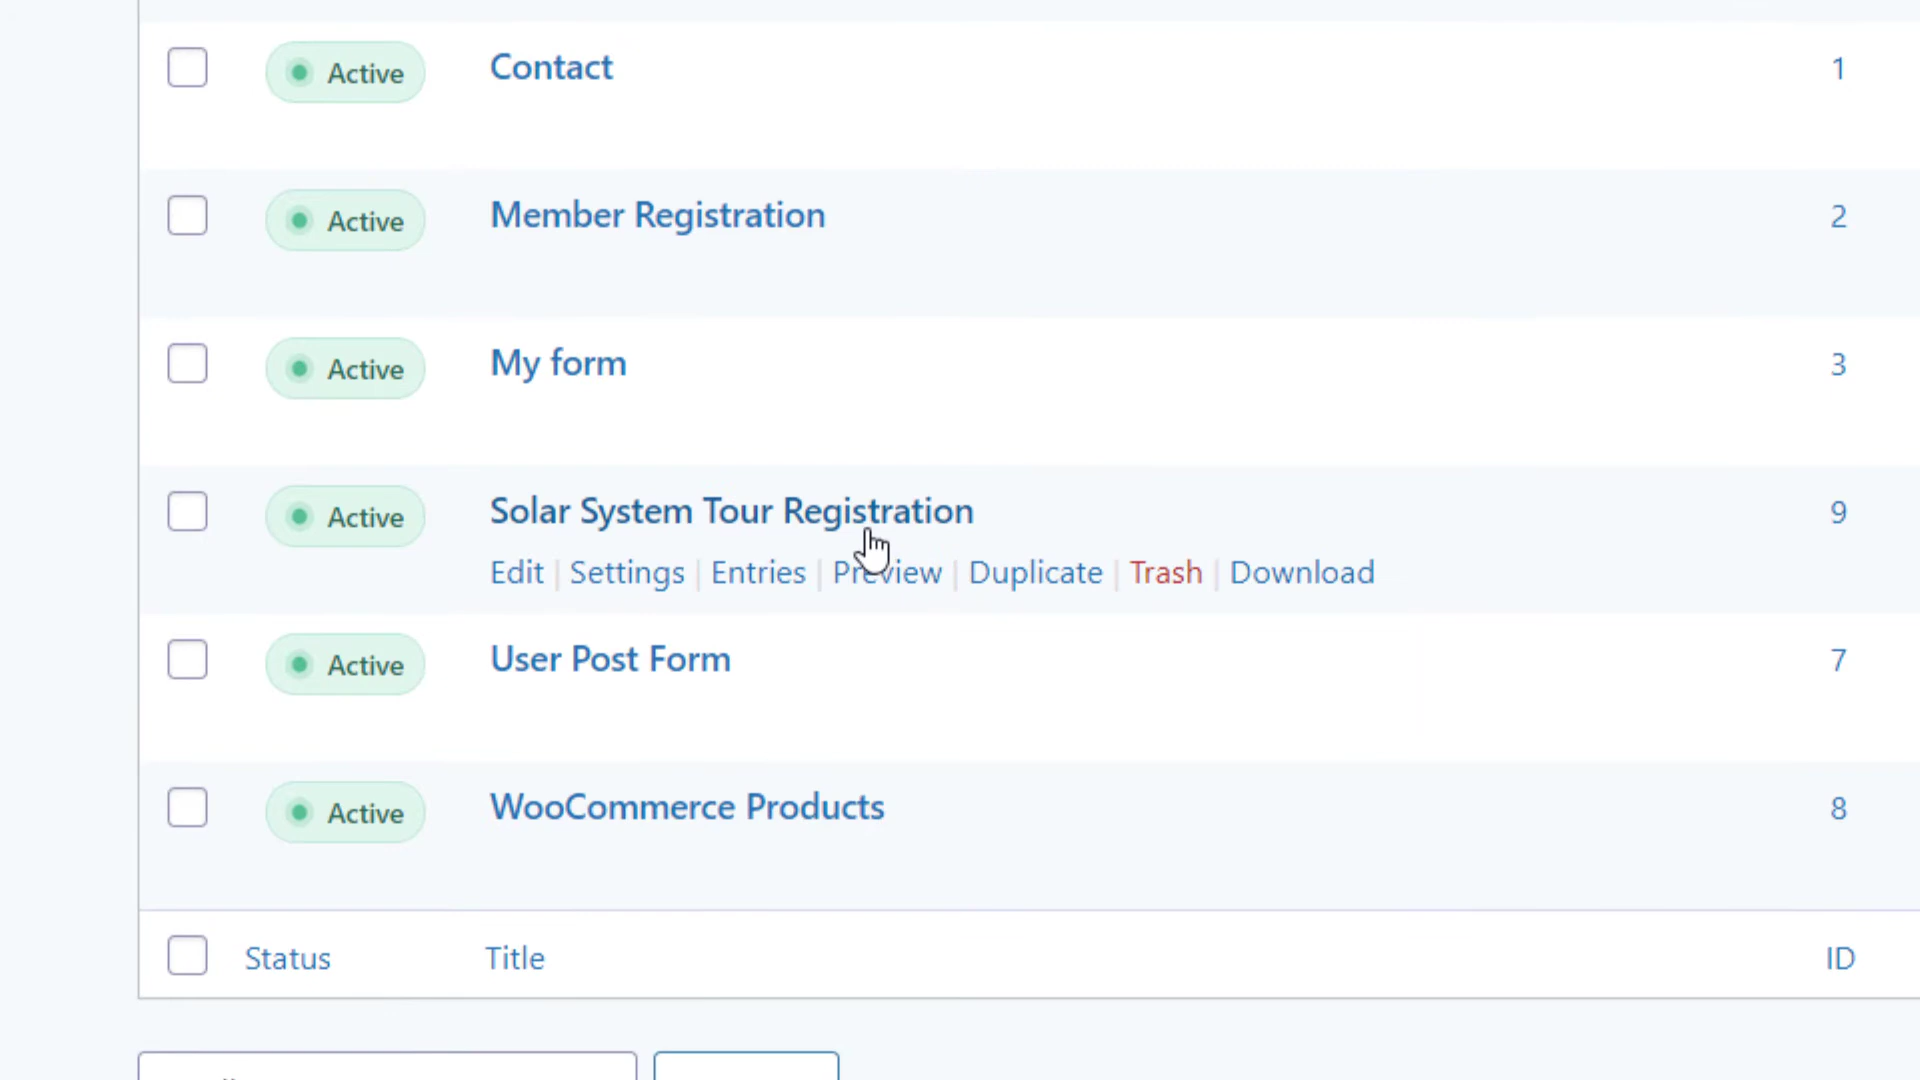 Active Contact 1
Active Member Registration 2
Active My form 3
Active Solar System Tour Registration 9
Edit | Settings | Entries | Preview | Duplicate | Trash | Download
Active User Post Form 7
Active WooCommerce Products 8
Status Title ID